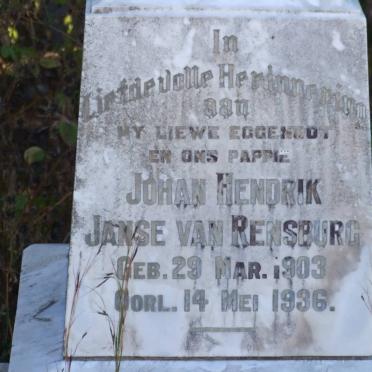 In
Liefdevolle Herinnering
aan
MY LIEWE EGGENOOT
EN ONS PAPPIE
JOHAN HENDRIK
JANSE VAN RENSBURG
GEB. 29 MAR. 1903
OORL. 14 MEI 1936.